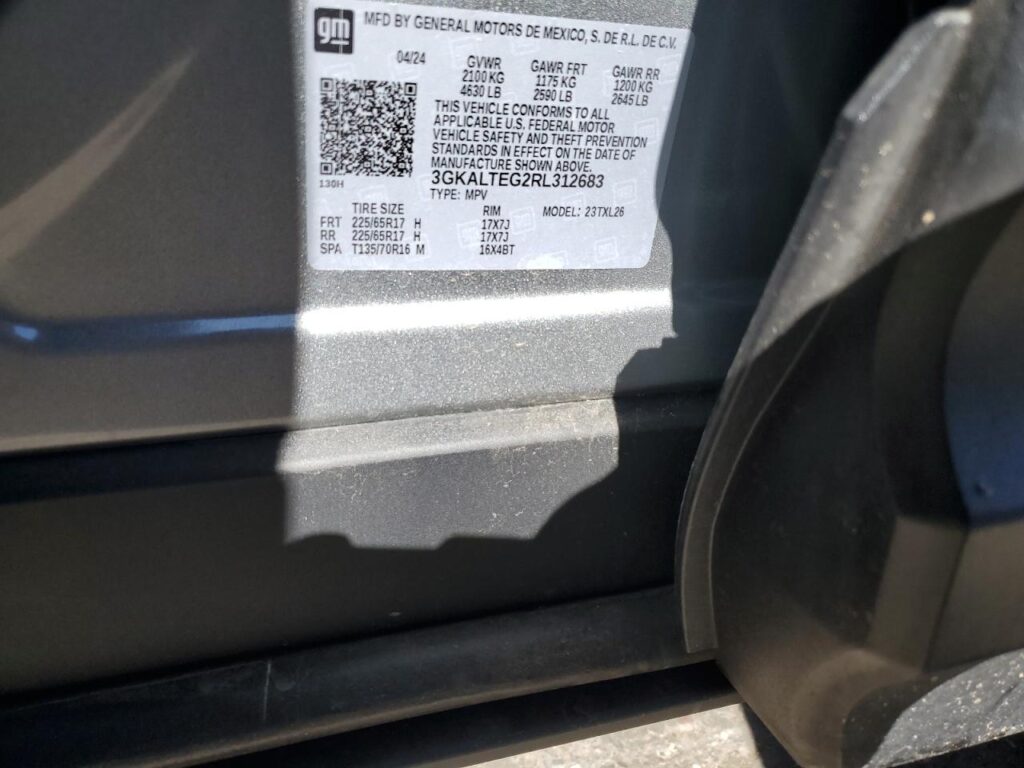 gm
MFD BY GENERAL MOTORS DE MEXICO, S. DE R.L. DE C.V.
04/24 GVWR GAWR FRT GAWR RR
2100 KG 1175 KG 1200 KG
4630 LB 2590 LB 2645 LB
THIS VEHICLE CONFORMS TO ALL
APPLICABLE U.S. FEDERAL MOTOR
VEHICLE SAFETY AND THEFT PREVENTION
STANDARDS IN EFFECT ON THE DATE OF
MANUFACTURE SHOWN ABOVE.
3GKALTEG2RL312683
130H
TYPE: MPV
TIRE SIZE RIM MODEL: 23TXL26
FRT 225/65R17 H 17X7J
RR 225/65R17 H 17X7J
SPA T135/70R16 M 16X4BT